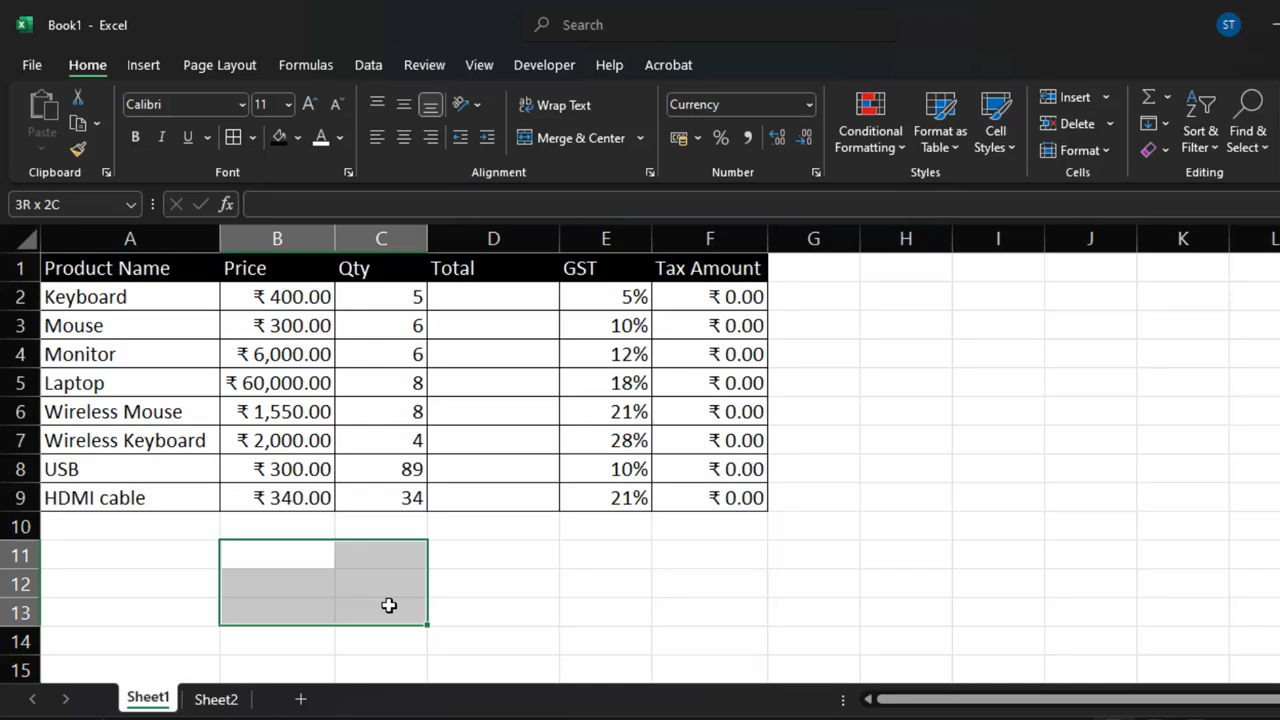 Book1 - Excel
Search
ST
File Home Insert Page Layout Formulas Data Review View Developer Help Acrobat
Paste
Calibri 11 A A
B I U A
ab Wrap Text
Merge & Center
Currency
% 9
Conditional Formatting
Format as Table
Cell Styles
Insert
Delete
Format
Sort & Filter
Find & Select
Clipboard Font Alignment Number Styles Cells Editing
3R x 2C fx
A B C D E F G H I J K L
1 Product Name Price Qty Total GST Tax Amount
2 Keyboard ₹ 400.00 5 5% ₹ 0.00
3 Mouse ₹ 300.00 6 10% ₹ 0.00
4 Monitor ₹ 6,000.00 6 12% ₹ 0.00
5 Laptop ₹ 60,000.00 8 18% ₹ 0.00
6 Wireless Mouse ₹ 1,550.00 8 21% ₹ 0.00
7 Wireless Keyboard ₹ 2,000.00 4 28% ₹ 0.00
8 USB ₹ 300.00 89 10% ₹ 0.00
9 HDMI cable ₹ 340.00 34 21% ₹ 0.00
10
11
12
13
14
15
Sheet1 Sheet2